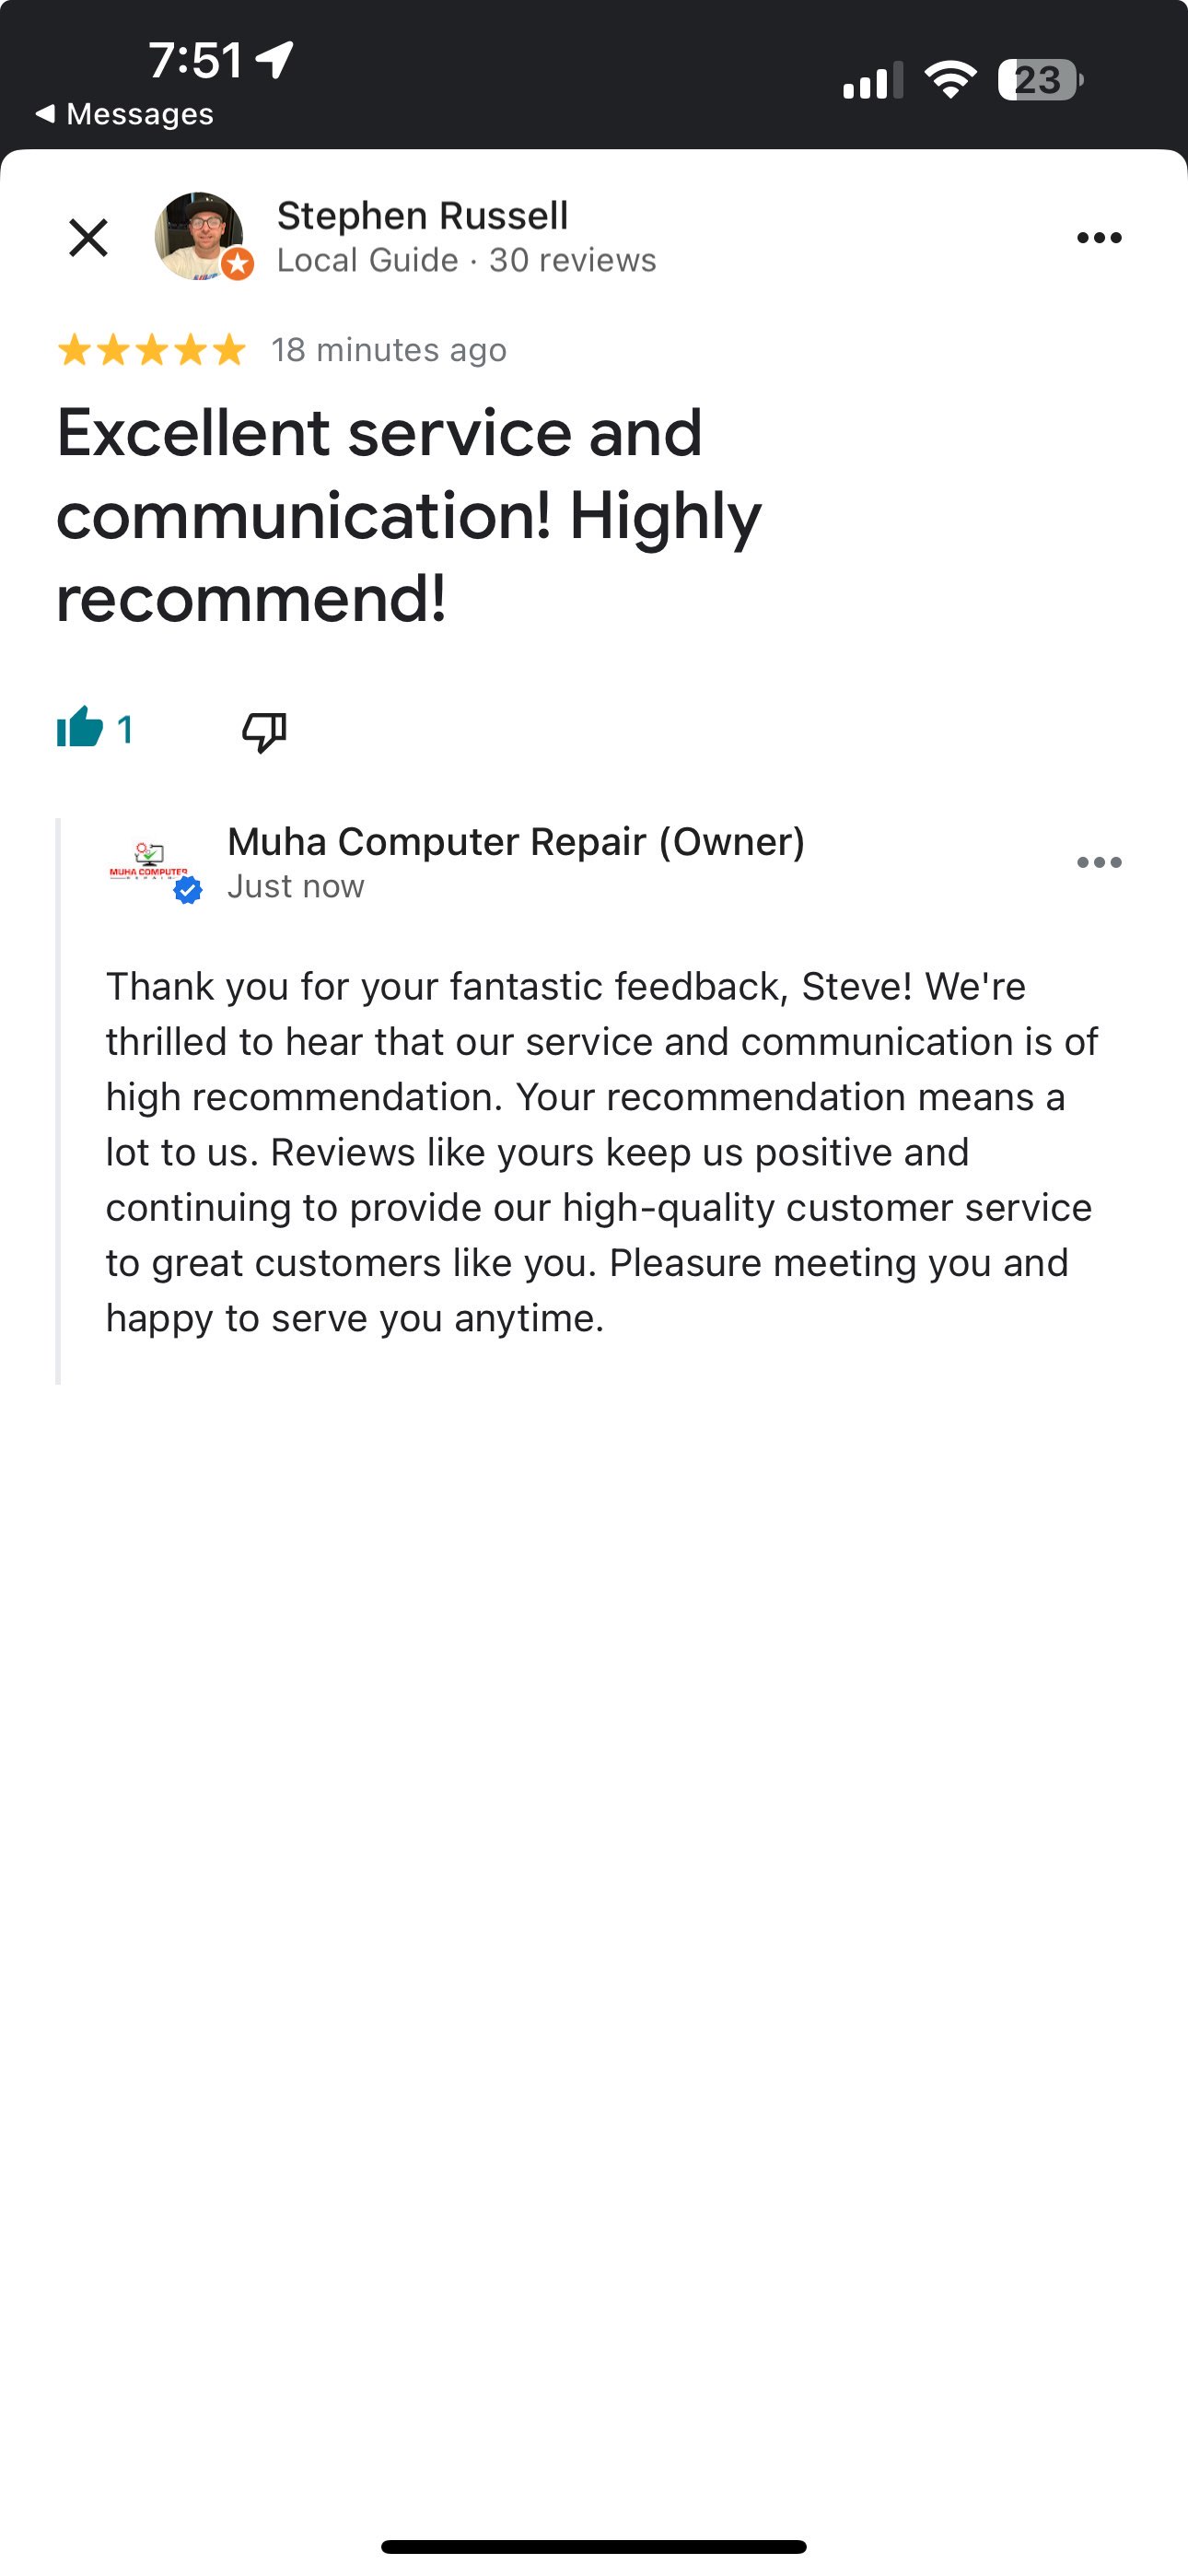 7:51
23
Messages
Stephen Russell
Local Guide · 30 reviews
18 minutes ago
Excellent service and
communication! Highly
recommend!
1
Muha Computer Repair (Owner)
Just now
MUHA COMPUTER
REPAIR
Thank you for your fantastic feedback, Steve! We're
thrilled to hear that our service and communication is of
high recommendation. Your recommendation means a
lot to us. Reviews like yours keep us positive and
continuing to provide our high-quality customer service
to great customers like you. Pleasure meeting you and
happy to serve you anytime.